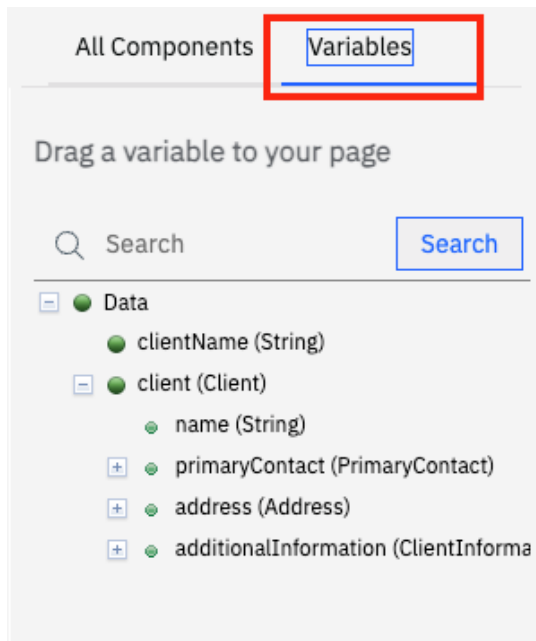 All Components Variables
Drag a variable to your page
Search Search
Data
clientName (String)
client (Client)
name (String)
primaryContact (PrimaryContact)
address (Address)
additionalInformation (ClientInforma